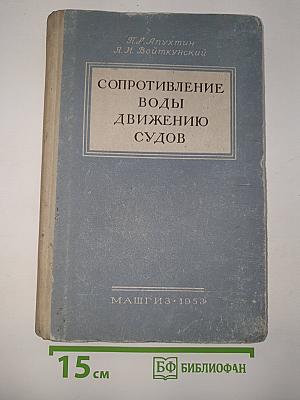 П.А. Апухтин
Я.И. Войткунский
СОПРОТИВЛЕНИЕ
ВОДЫ
ДВИЖЕНИЮ
СУДОВ
МАШГИЗ • 1953
15 см
БФ БИБЛИОФАН